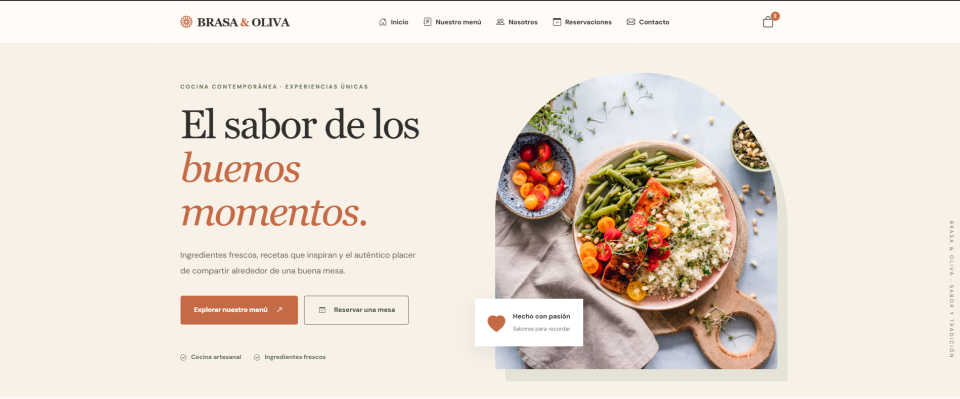 BRASA & OLIVA
Inicio
Nuestro menú
Nosotros
Reservaciones
Contacto
2
COCINA CONTEMPORÁNEA · EXPERIENCIAS ÚNICAS
El sabor de los
buenos
momentos.
Ingredientes frescos, recetas que inspiran y el auténtico placer
de compartir alrededor de una buena mesa.
Explorar nuestro menú
Reservar una mesa
Cocina artesanal
Ingredientes frescos
Hecho con pasión
Sabores para recordar
BRASA & OLIVA · SABOR Y TRADICIÓN